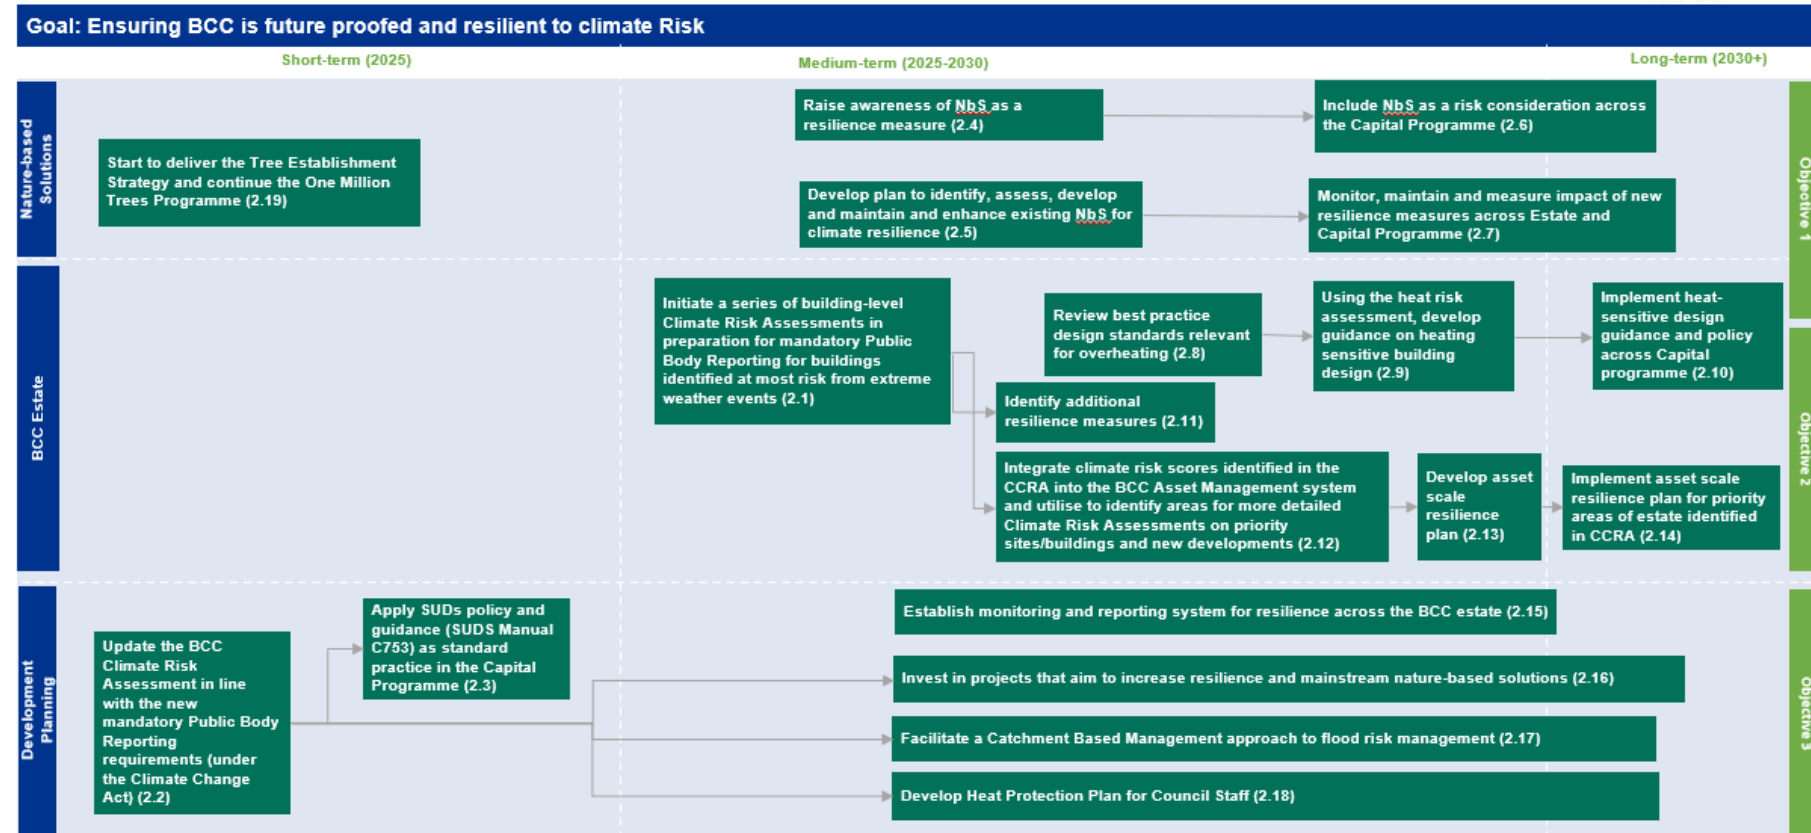 Goal: Ensuring BCC is future proofed and resilient to climate Risk
Short-term (2025)
Medium-term (2025-2030)
Long-term (2030+)
Nature-based
Solutions
Start to deliver the Tree Establishment
Strategy and continue the One Million
Trees Programme (2.19)
Raise awareness of NbS as a
resilience measure (2.4)
Include NbS as a risk consideration across
the Capital Programme (2.6)
Develop plan to identify, assess, develop
and maintain and enhance existing NbS for
climate resilience (2.5)
Monitor, maintain and measure impact of new
resilience measures across Estate and
Capital Programme (2.7)
Objective 1
BCC Estate
Initiate a series of building-level
Climate Risk Assessments in
preparation for mandatory Public
Body Reporting for buildings
identified at most risk from extreme
weather events (2.1)
Review best practice
design standards relevant
for overheating (2.8)
Using the heat risk
assessment, develop
guidance on heating
sensitive building
design (2.9)
Implement heat-
sensitive design
guidance and policy
across Capital
programme (2.10)
Identify additional
resilience measures (2.11)
Integrate climate risk scores identified in the
CCRA into the BCC Asset Management system
and utilise to identify areas for more detailed
Climate Risk Assessments on priority
sites/buildings and new developments (2.12)
Develop asset
scale
resilience
plan (2.13)
Implement asset scale
resilience plan for priority
areas of estate identified
in CCRA (2.14)
Objective 2
Development
Planning
Update the BCC
Climate Risk
Assessment in line
with the new
mandatory Public Body
Reporting
requirements (under
the Climate Change
Act) (2.2)
Apply SUDs policy and
guidance (SUDS Manual
C753) as standard
practice in the Capital
Programme (2.3)
Establish monitoring and reporting system for resilience across the BCC estate (2.15)
Invest in projects that aim to increase resilience and mainstream nature-based solutions (2.16)
Facilitate a Catchment Based Management approach to flood risk management (2.17)
Develop Heat Protection Plan for Council Staff (2.18)
Objective 3